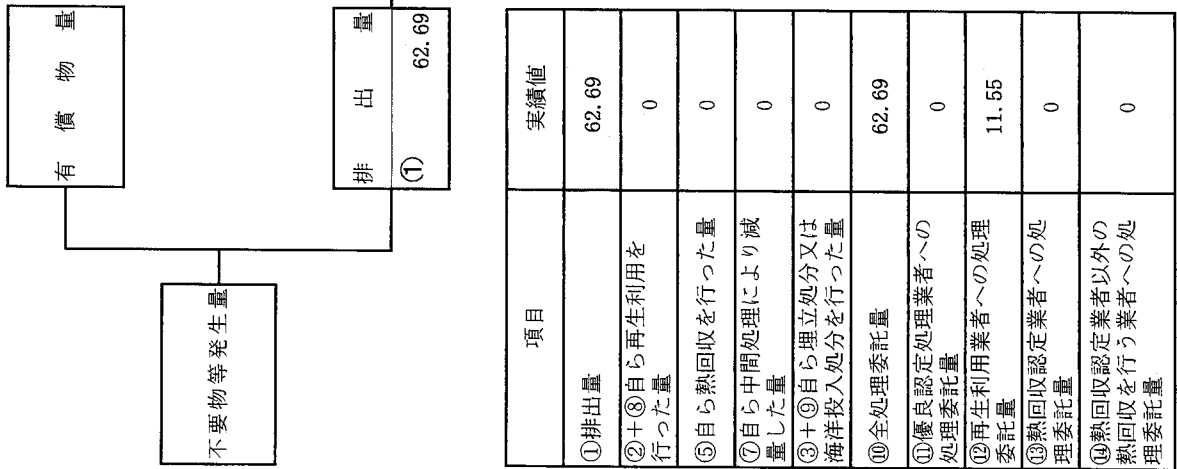 有償物量
排出量
① 62.69
不要物等発生量
項目 実績値
①排出量 62.69
②+⑧自ら再生利用を
行った量 0
⑤自ら熱回収を行った量 0
⑦自ら中間処理により減
量した量 0
③+⑨自ら埋立処分又は
海洋投入処分を行った量 0
⑩全処理委託量 62.69
⑪優良認定処理業者への
処理委託量 0
⑫再生利用業者への処理
委託量 11.55
⑬熱回収認定業者への処
理委託量 0
⑭熱回収認定業者以外の
熱回収を行う業者への処
理委託量 0